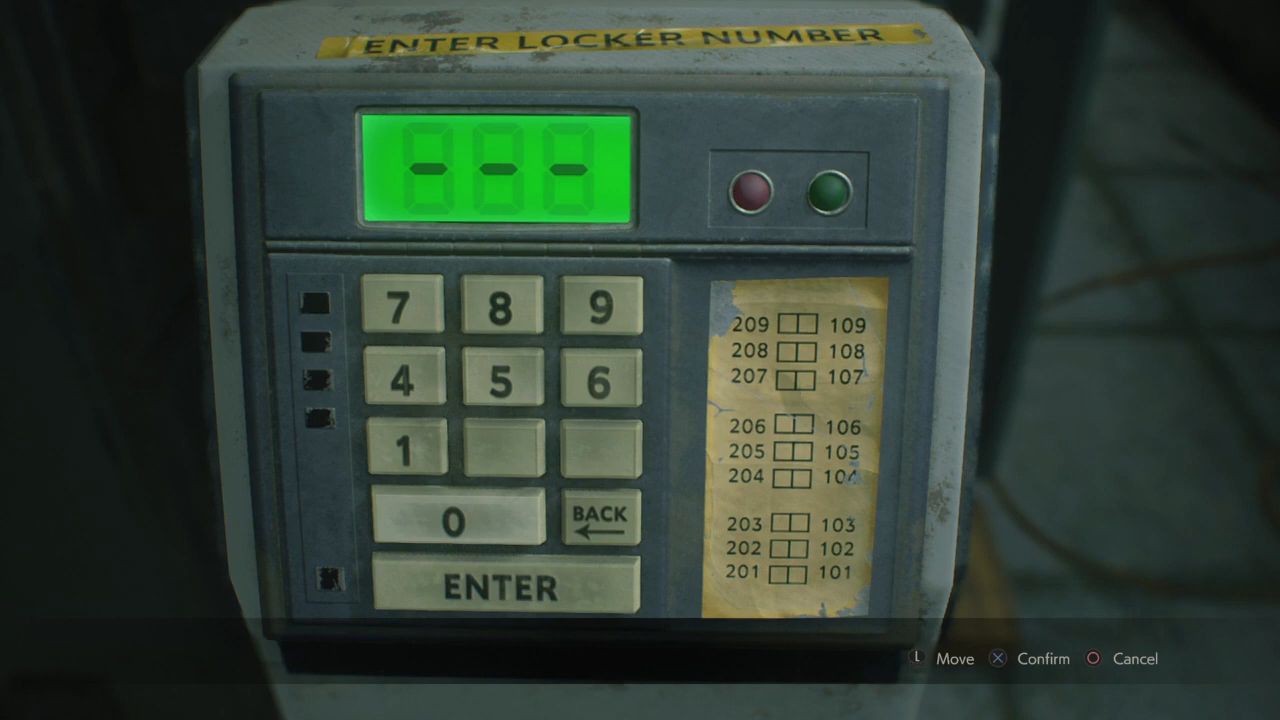 ENTER LOCKER NUMBER
- - -
7 8 9
4 5 6
1
0 BACK
ENTER
209 109
208 108
207 107
206 106
205 105
204 104
203 103
202 102
201 101
L Move Confirm Cancel